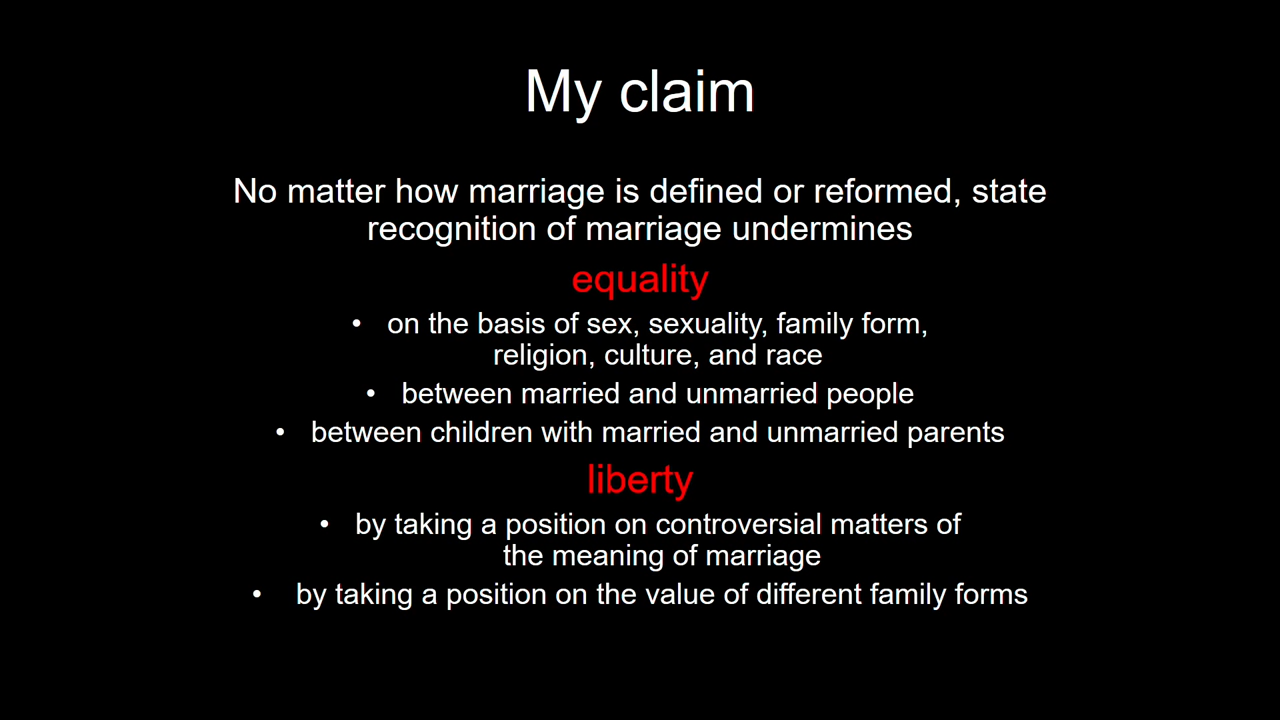 My claim
No matter how marriage is defined or reformed, state
recognition of marriage undermines
equality
• on the basis of sex, sexuality, family form,
religion, culture, and race
• between married and unmarried people
• between children with married and unmarried parents
liberty
• by taking a position on controversial matters of
the meaning of marriage
• by taking a position on the value of different family forms